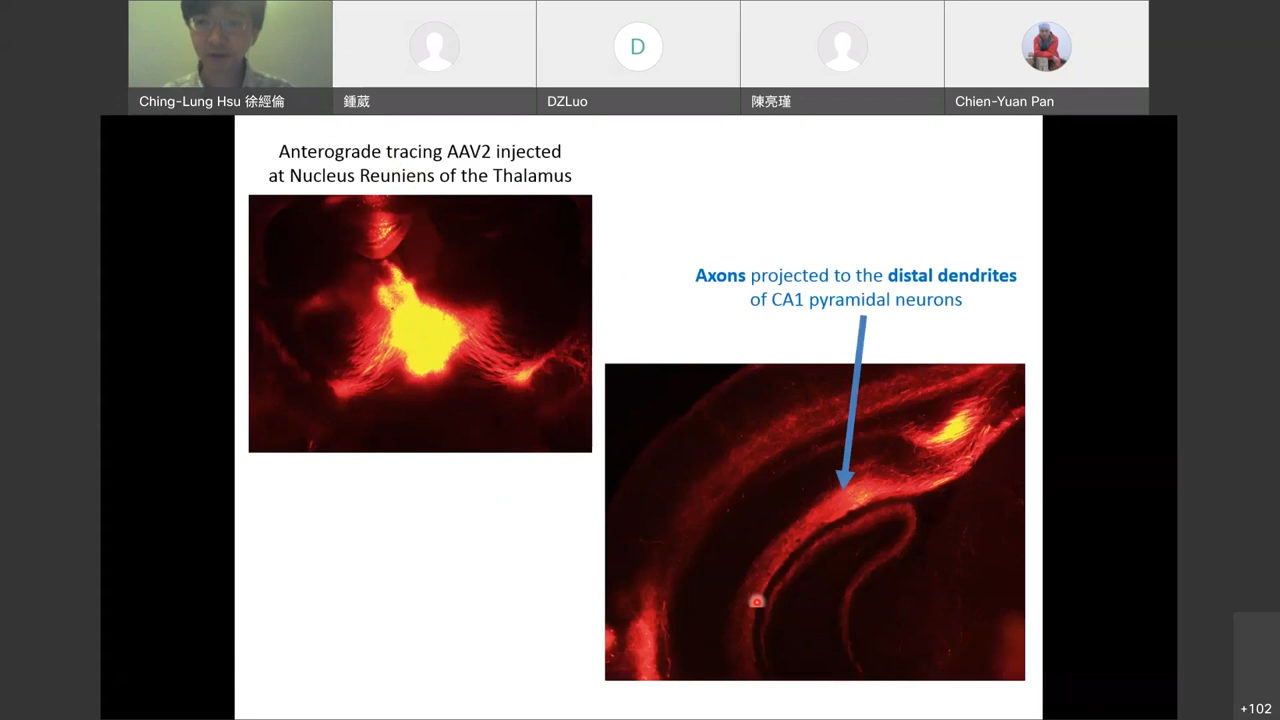 Ching-Lung Hsu 徐經倫
鍾葳
D
DZLuo
陳亮瑾
Chien-Yuan Pan
Anterograde tracing AAV2 injected
at Nucleus Reuniens of the Thalamus
Axons projected to the distal dendrites
of CA1 pyramidal neurons
+102